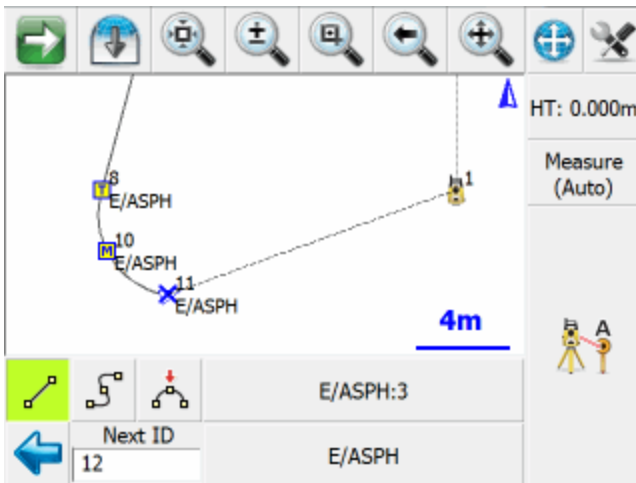 HT: 0.000m
Measure
(Auto)
8
E/ASPH
1
10
M
E/ASPH
11
E/ASPH
4m
A
E/ASPH:3
Next ID
12
E/ASPH